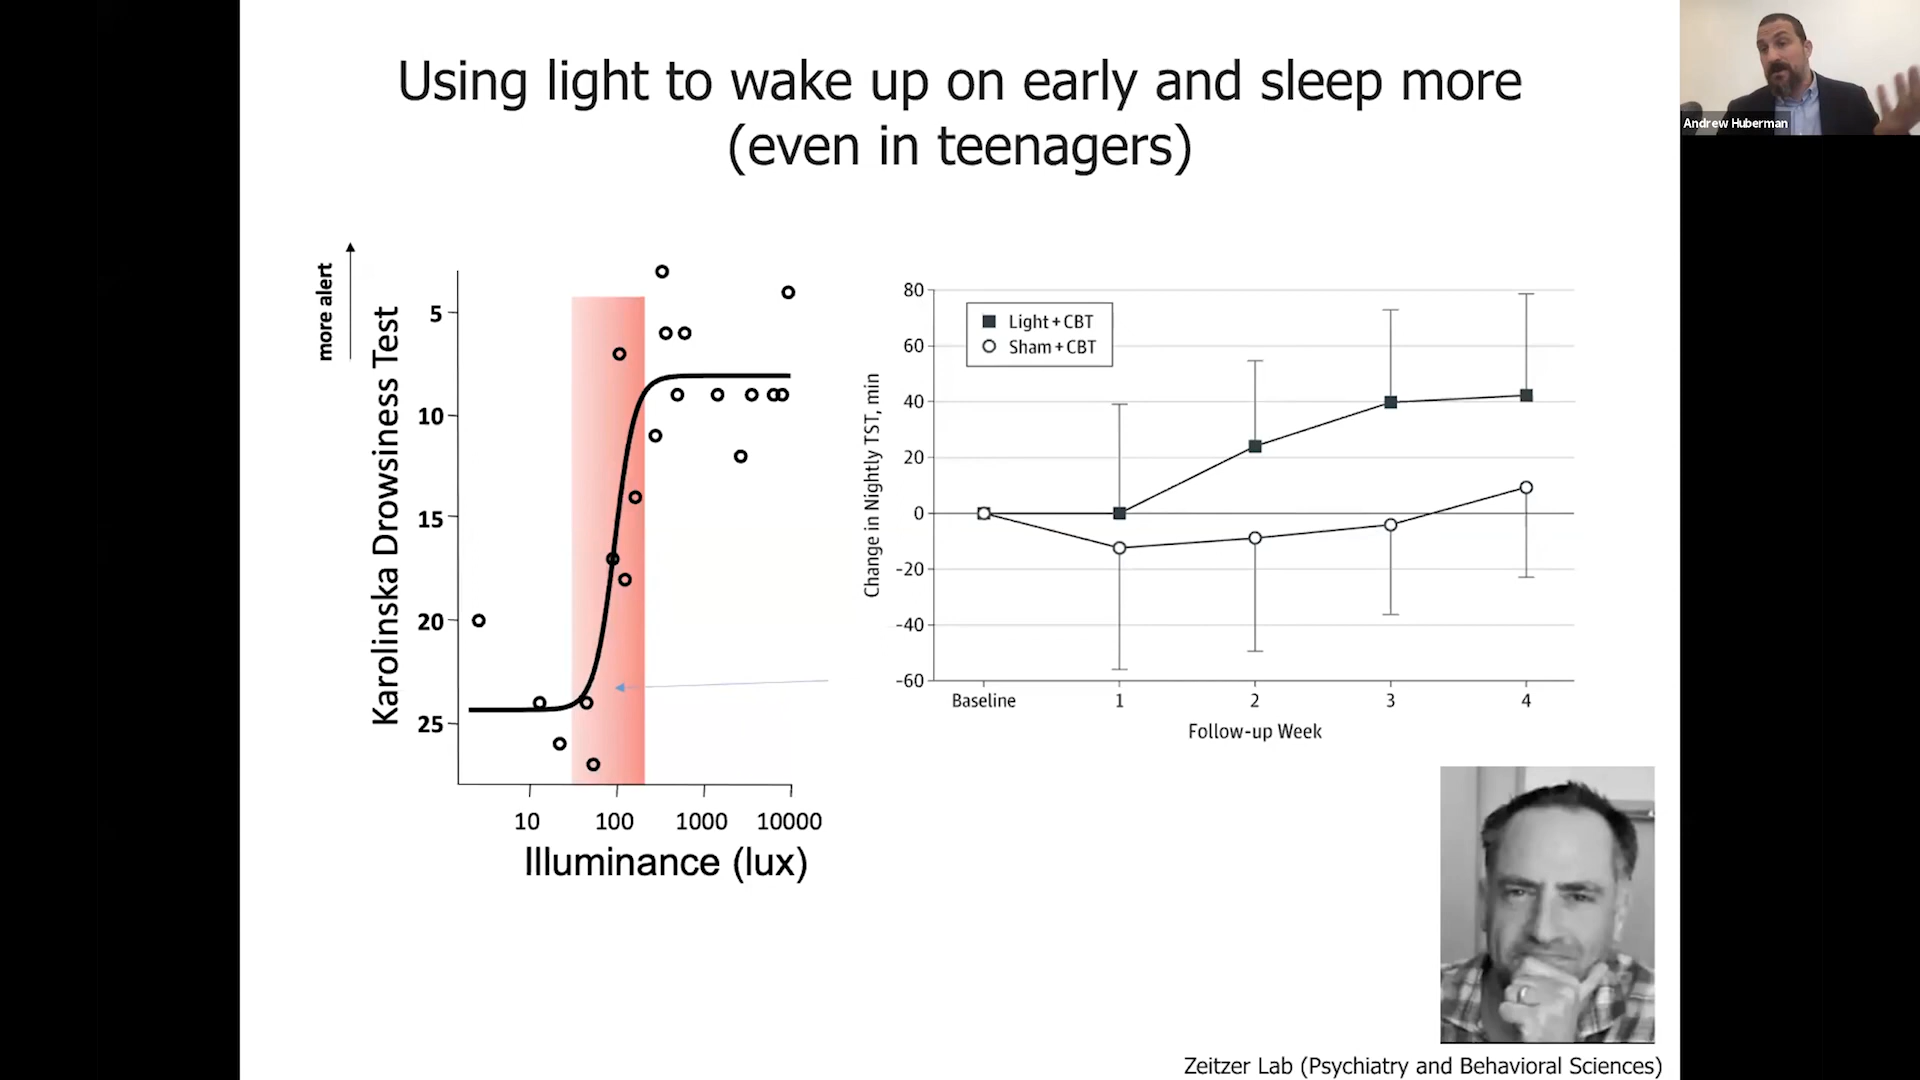 Using light to wake up on early and sleep more
(even in teenagers)
Andrew Huberman
more alert
Karolinska Drowsiness Test
5
10
15
20
25
10 100 1000 10000
Illuminance (lux)
Change in Nightly TST, min
80
60
40
20
0
-20
-40
-60
Light + CBT
Sham + CBT
Baseline 1 2 3 4
Follow-up Week
Zeitzer Lab (Psychiatry and Behavioral Sciences)